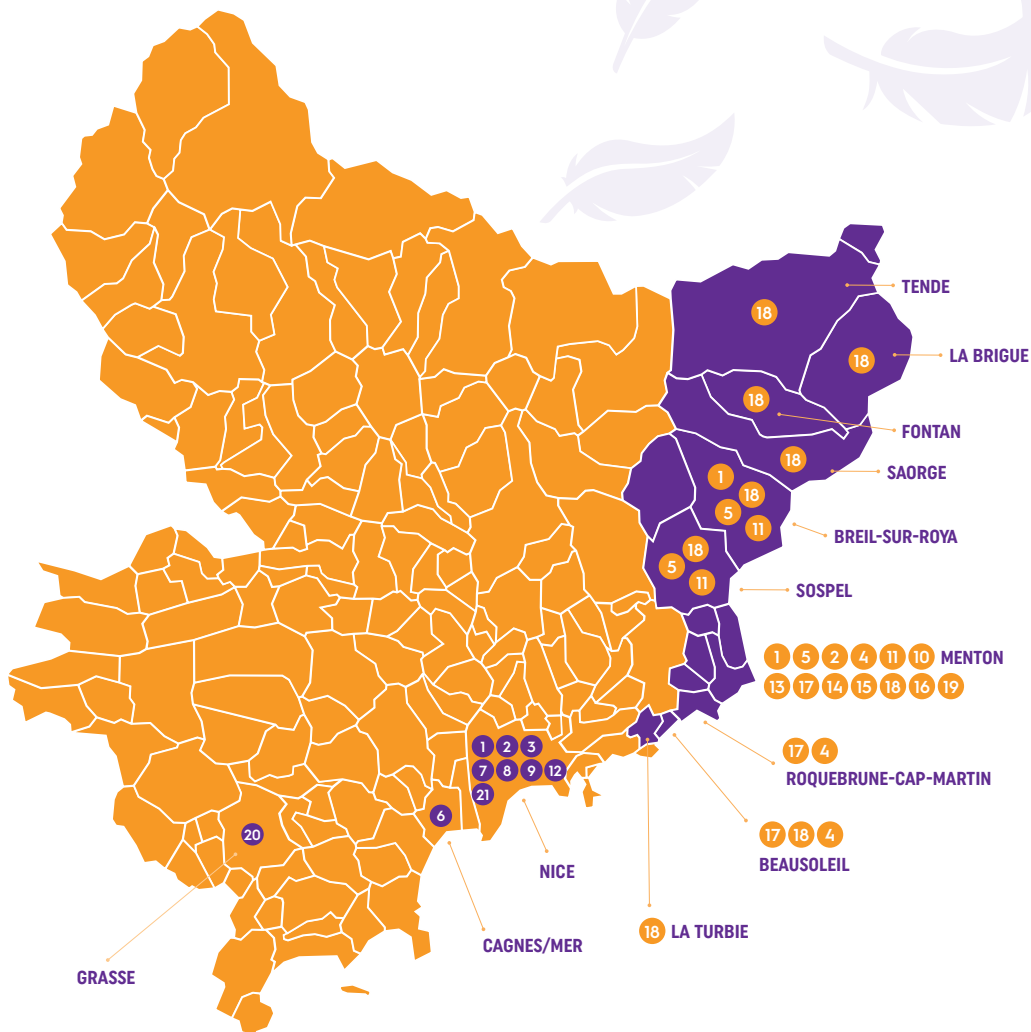 TENDE
18
LA BRIGUE
18
18
FONTAN
18
SAORGE
1
18
5
11
BREIL-SUR-ROYA
18
5
11
SOSPEL
1 5 2 4 11 10 MENTON
13 17 14 15 18 16 19
17 4
ROQUEBRUNE-CAP-MARTIN
1 2 3
7 8 9 12
21
6
20
17 18 4
BEAUSOLEIL
NICE
18 LA TURBIE
CAGNES/MER
GRASSE